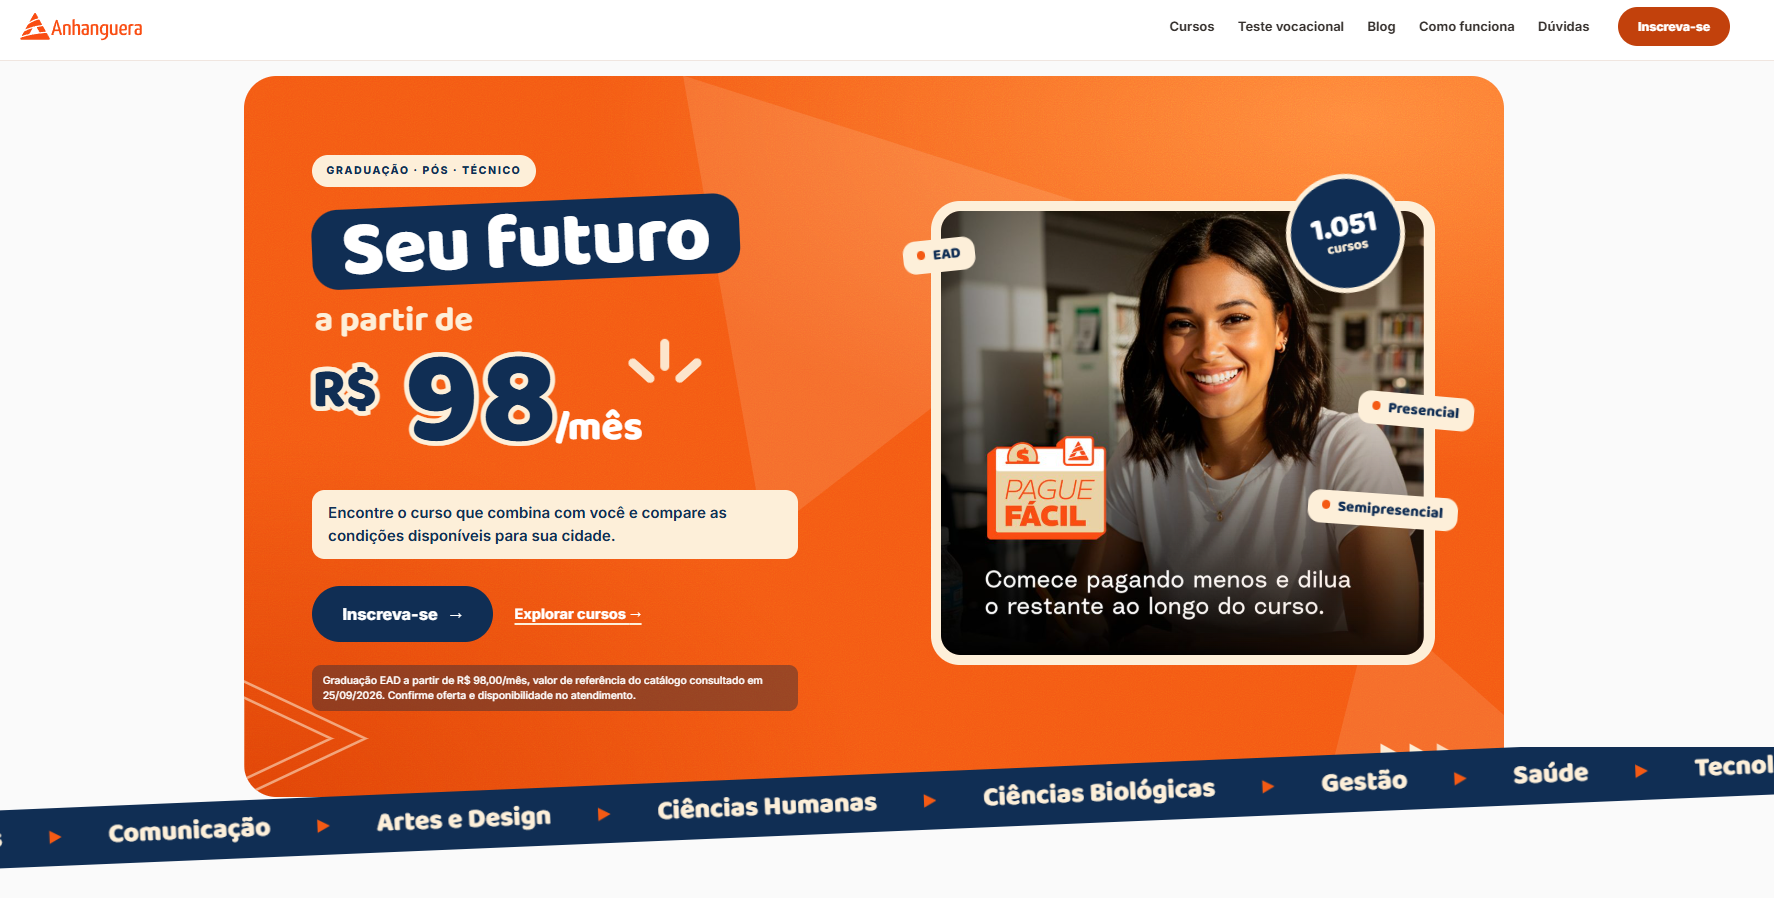 Anhanguera
Cursos
Teste vocacional
Blog
Como funciona
Dúvidas
Inscreva-se
GRADUAÇÃO · PÓS · TÉCNICO
Seu futuro
a partir de
R$ 98/mês
Encontre o curso que combina com você e compare as
condições disponíveis para sua cidade.
Inscreva-se →
Explorar cursos →
Graduação EAD a partir de R$ 98,00/mês, valor de referência do catálogo consultado em
25/09/2026. Confirme oferta e disponibilidade no atendimento.
1.051
cursos
EAD
Presencial
Semipresencial
$
PAGUE
FÁCIL
Comece pagando menos e dilua
o restante ao longo do curso.
Comunicação ▶ Artes e Design ▶ Ciências Humanas ▶ Ciências Biológicas ▶ Gestão ▶ Saúde ▶ Tecnol